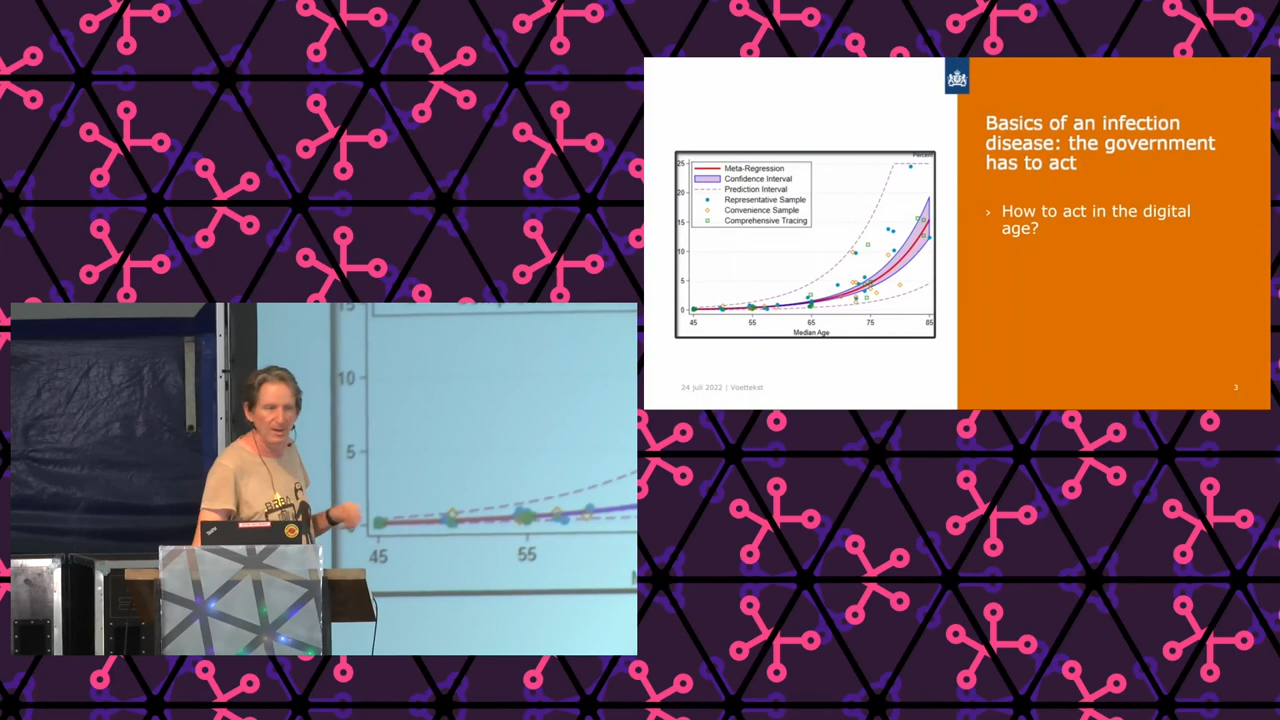 Basics of an infection
disease: the government
has to act
› How to act in the digital
age?
Percent
25
20
15
10
5
0
Meta-Regression
Confidence Interval
Prediction Interval
Representative Sample
Convenience Sample
Comprehensive Tracing
45 55 65 75 85
Median Age
24 juli 2022 | Voettekst
3
15
10
5
45 55